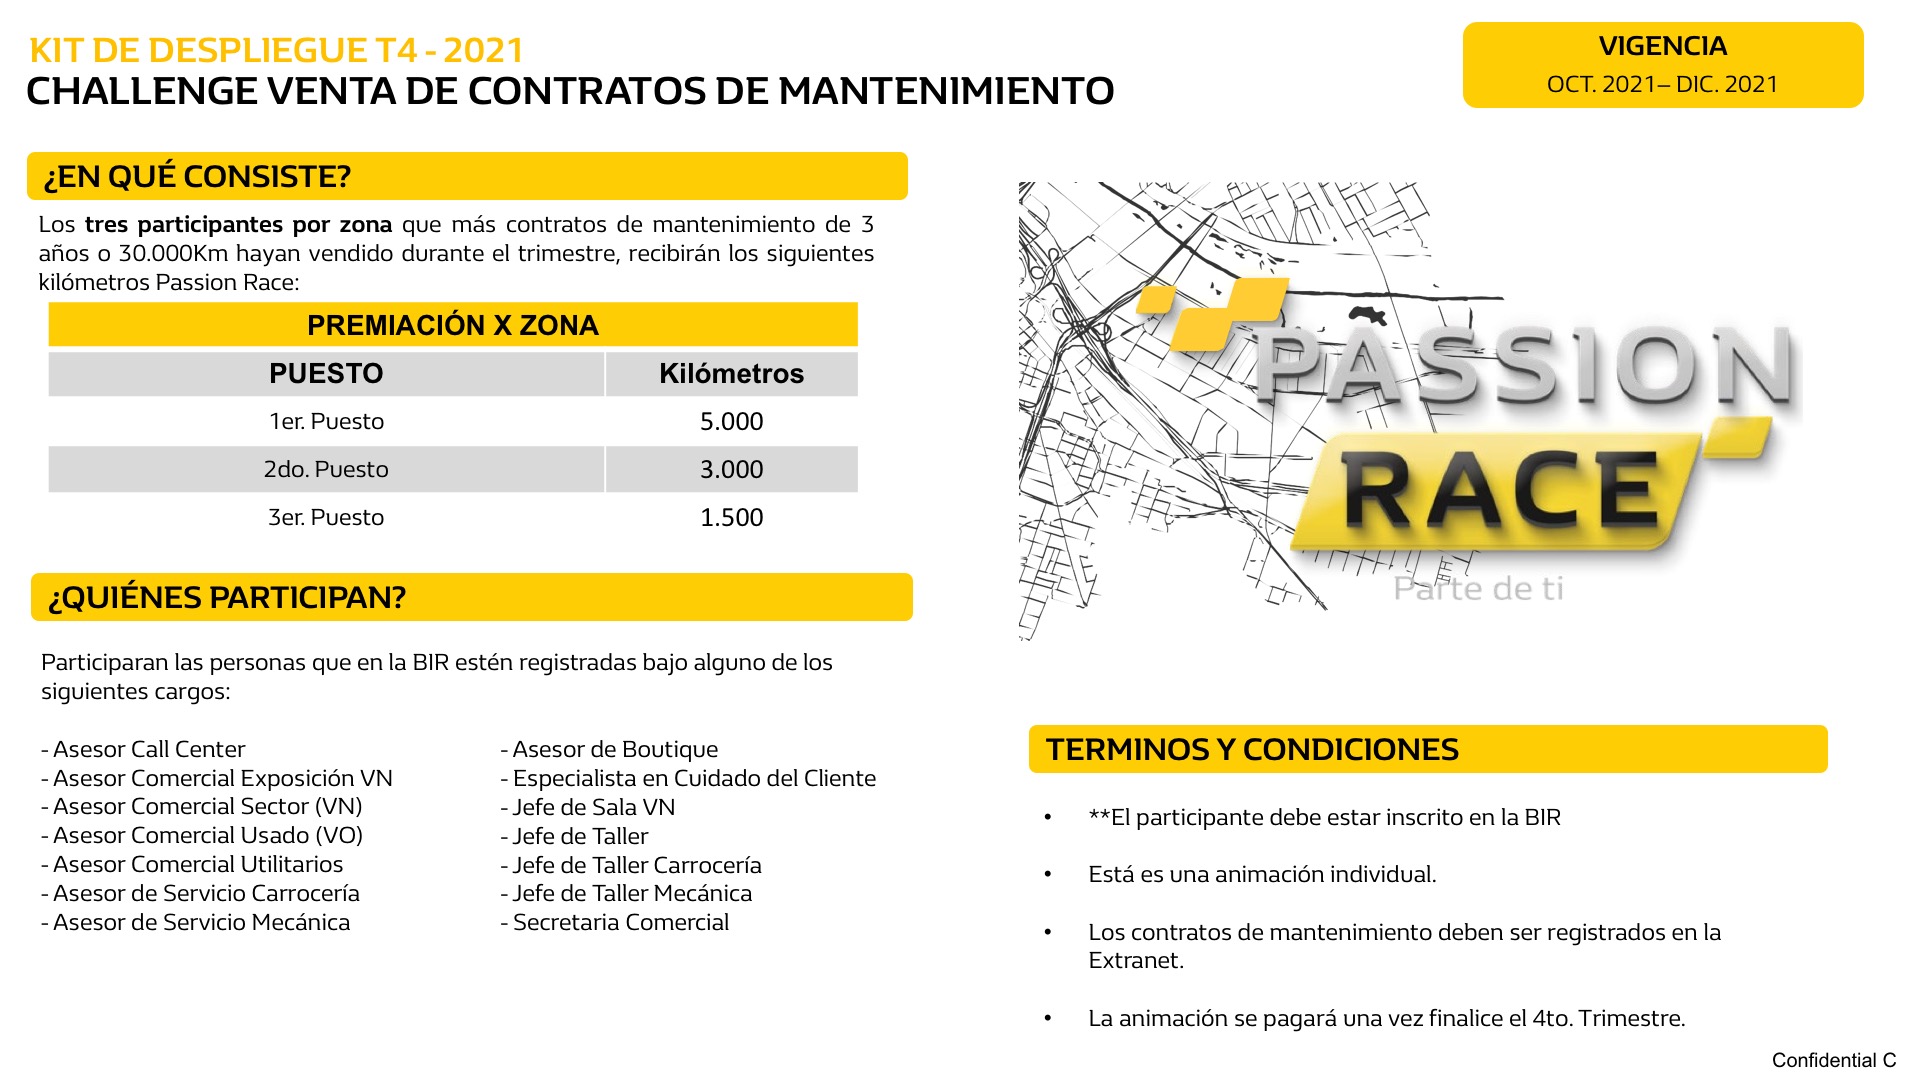 KIT DE DESPLIEGUE T4 - 2021
CHALLENGE VENTA DE CONTRATOS DE MANTENIMIENTO
VIGENCIA
OCT. 2021– DIC. 2021
¿EN QUÉ CONSISTE?
Los tres participantes por zona que más contratos de mantenimiento de 3
años o 30.000Km hayan vendido durante el trimestre, recibirán los siguientes
kilómetros Passion Race:
PREMIACIÓN X ZONA
PUESTO Kilómetros
1er. Puesto 5.000
2do. Puesto 3.000
3er. Puesto 1.500
PASSION
RACE
Parte de ti
¿QUIÉNES PARTICIPAN?
Participaran las personas que en la BIR estén registradas bajo alguno de los
siguientes cargos:
- Asesor Call Center
- Asesor Comercial Exposición VN
- Asesor Comercial Sector (VN)
- Asesor Comercial Usado (VO)
- Asesor Comercial Utilitarios
- Asesor de Servicio Carrocería
- Asesor de Servicio Mecánica
- Asesor de Boutique
- Especialista en Cuidado del Cliente
- Jefe de Sala VN
- Jefe de Taller
- Jefe de Taller Carrocería
- Jefe de Taller Mecánica
- Secretaria Comercial
TERMINOS Y CONDICIONES
• **El participante debe estar inscrito en la BIR
• Está es una animación individual.
• Los contratos de mantenimiento deben ser registrados en la
Extranet.
• La animación se pagará una vez finalice el 4to. Trimestre.
Confidential C